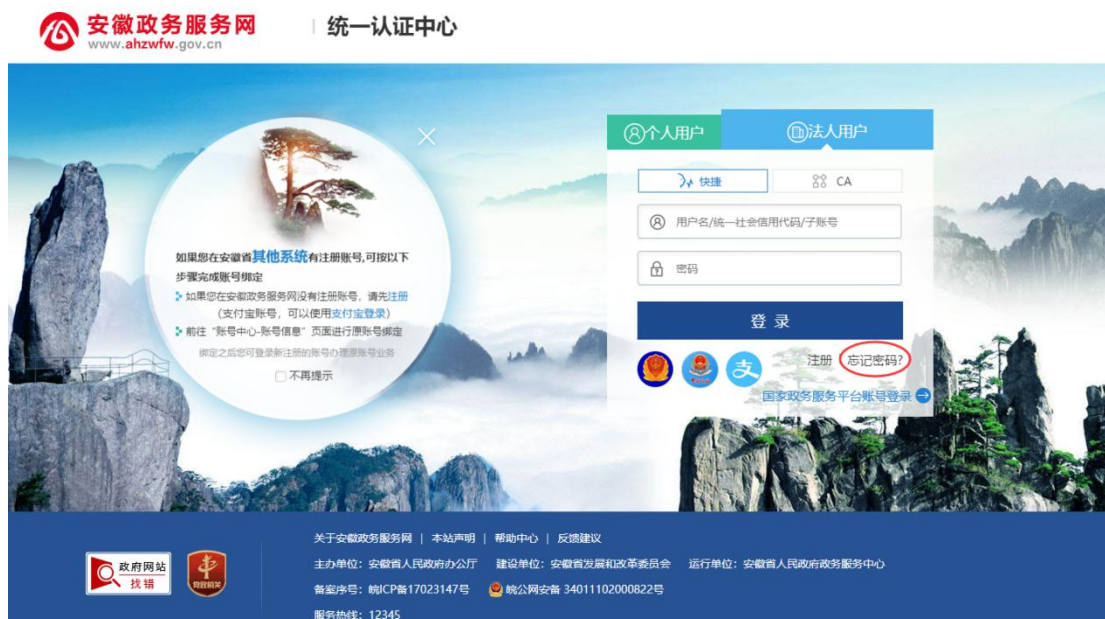 安徽政务服务网
www.ahzwfw.gov.cn
统一认证中心
个人用户
法人用户
快捷
CA
用户名/统一社会信用代码/子账号
密码
登 录
注册 忘记密码?
国家政务服务平台账号登录
如果您在安徽省其他系统有注册账号,可按以下
步骤完成账号绑定
如果您在安徽政务服务网没有注册账号，请先注册
（支付宝账号，可以使用支付宝登录）
前往“账号中心-账号信息”页面进行原账号绑定
绑定之后您可登录新注册的账号办理原账号业务
不再提示
政府网站
找错
党政机关
关于安徽政务服务网 | 本站声明 | 帮助中心 | 反馈建议
主办单位：安徽省人民政府办公厅 建设单位：安徽省发展和改革委员会 运行单位：安徽省人民政府政务服务中心
备案序号：皖ICP备17023147号 皖公网安备 34011102000822号
服务热线：12345